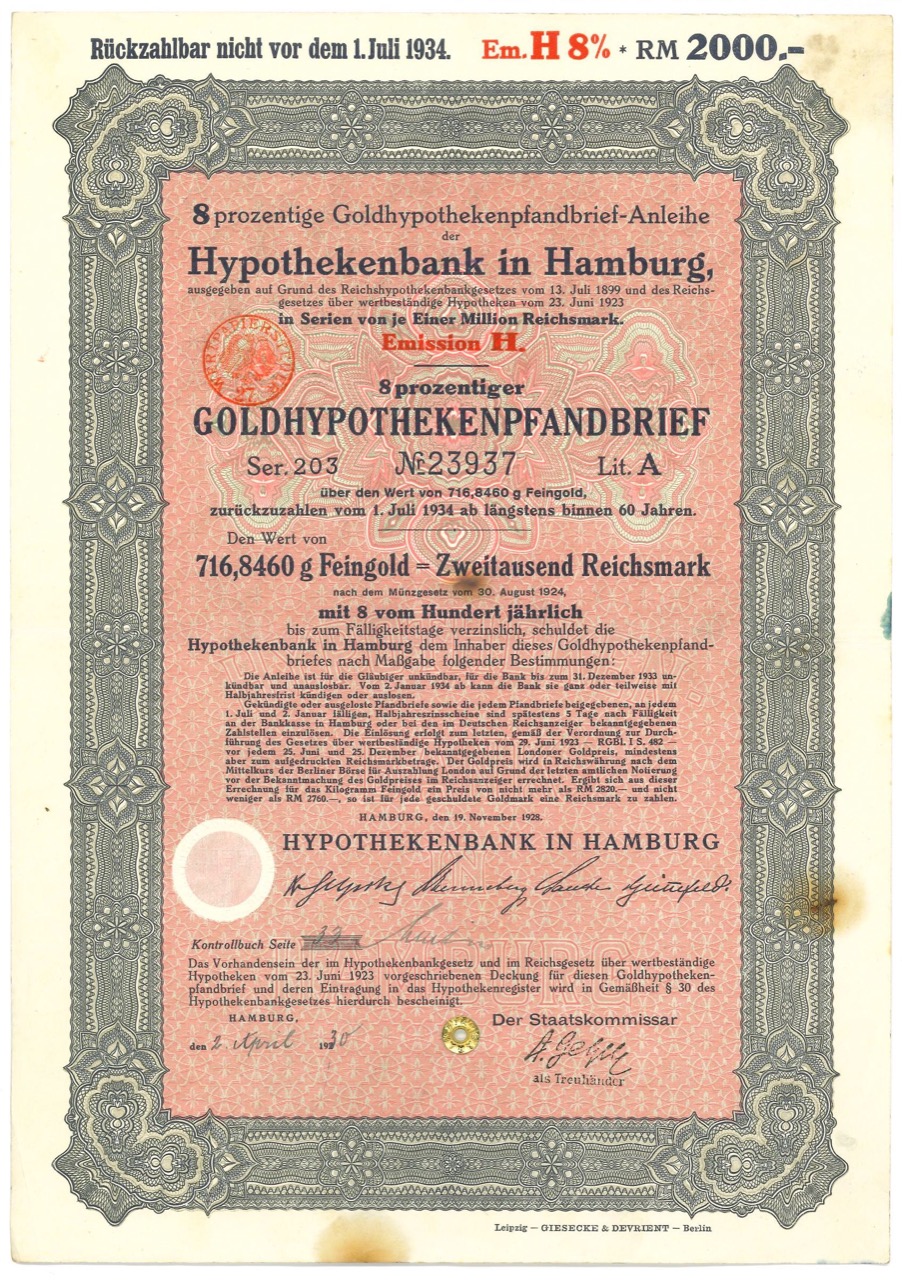 Rückzahlbar nicht vor dem 1. Juli 1934. Em. H 8% * RM 2000.-
8 prozentige Goldhypothekenpfandbrief-Anleihe
der
Hypothekenbank in Hamburg,
ausgegeben auf Grund des Reichshypothekenbankgesetzes vom 13. Juli 1899 und des Reichs-
gesetzes über wertbeständige Hypotheken vom 23. Juni 1923
in Serien von je Einer Million Reichsmark.
Emission H.
WERTPAPIERSTEUER
8 prozentiger
GOLDHYPOTHEKENPFANDBRIEF
Ser. 203 № 23937 Lit. A
über den Wert von 716,8460 g Feingold,
zurückzuzahlen vom 1. Juli 1934 ab längstens binnen 60 Jahren.
Den Wert von
716,8460 g Feingold = Zweitausend Reichsmark
nach dem Münzgesetz vom 30. August 1924,
mit 8 vom Hundert jährlich
bis zum Fälligkeitstage verzinslich, schuldet die
Hypothekenbank in Hamburg dem Inhaber dieses Goldhypothekenpfand-
briefes nach Maßgabe folgender Bestimmungen:
Die Anleihe ist für die Gläubiger unkündbar, für die Bank bis zum 31. Dezember 1933 un-
kündbar und unauslosbar. Vom 2. Januar 1934 ab kann die Bank sie ganz oder teilweise mit
Halbjahresfrist kündigen oder auslosen.
Gekündigte oder ausgeloste Pfandbriefe sowie die jedem Pfandbriefe beigegebenen, an jedem
1. Juli und 2. Januar fälligen, Halbjahreszinsscheine sind spätestens 5 Tage nach Fälligkeit
an der Bankkasse in Hamburg oder bei den im Deutschen Reichsanzeiger bekanntgegebenen
Zahlstellen einzulösen. Die Einlösung erfolgt zum letzten, gemäß der Verordnung zur Durch-
führung des Gesetzes über wertbeständige Hypotheken vom 29. Juni 1923 — RGBl. I S. 482 —
vor jedem 25. Juni und 25. Dezember bekanntgegebenen Londoner Goldpreis, mindestens
aber zum aufgedruckten Reichsmarkbetrage. Der Goldpreis wird in Reichswährung nach dem
Mittelkurs der Berliner Börse für Auszahlung London auf Grund der letzten amtlichen Notierung
vor der Bekanntmachung des Goldpreises im Reichsanzeiger errechnet. Ergibt sich aus dieser
Errechnung für das Kilogramm Feingold ein Preis von nicht mehr als RM 2820.— und nicht
weniger als RM 2760.—, so ist für jede geschuldete Goldmark eine Reichsmark zu zahlen.
HAMBURG, den 19. November 1928.
HYPOTHEKENBANK IN HAMBURG
Kontrollbuch Seite 32
Das Vorhandensein der im Hypothekenbankgesetz und im Reichsgesetz über wertbeständige
Hypotheken vom 23. Juni 1923 vorgeschriebenen Deckung für diesen Goldhypotheken-
pfandbrief und deren Eintragung in das Hypothekenregister wird in Gemäßheit § 30 des
Hypothekenbankgesetzes hierdurch bescheinigt.
HAMBURG,
den 2. April 1930
Der Staatskommissar
als Treuhänder
Leipzig — GIESECKE & DEVRIENT — Berlin